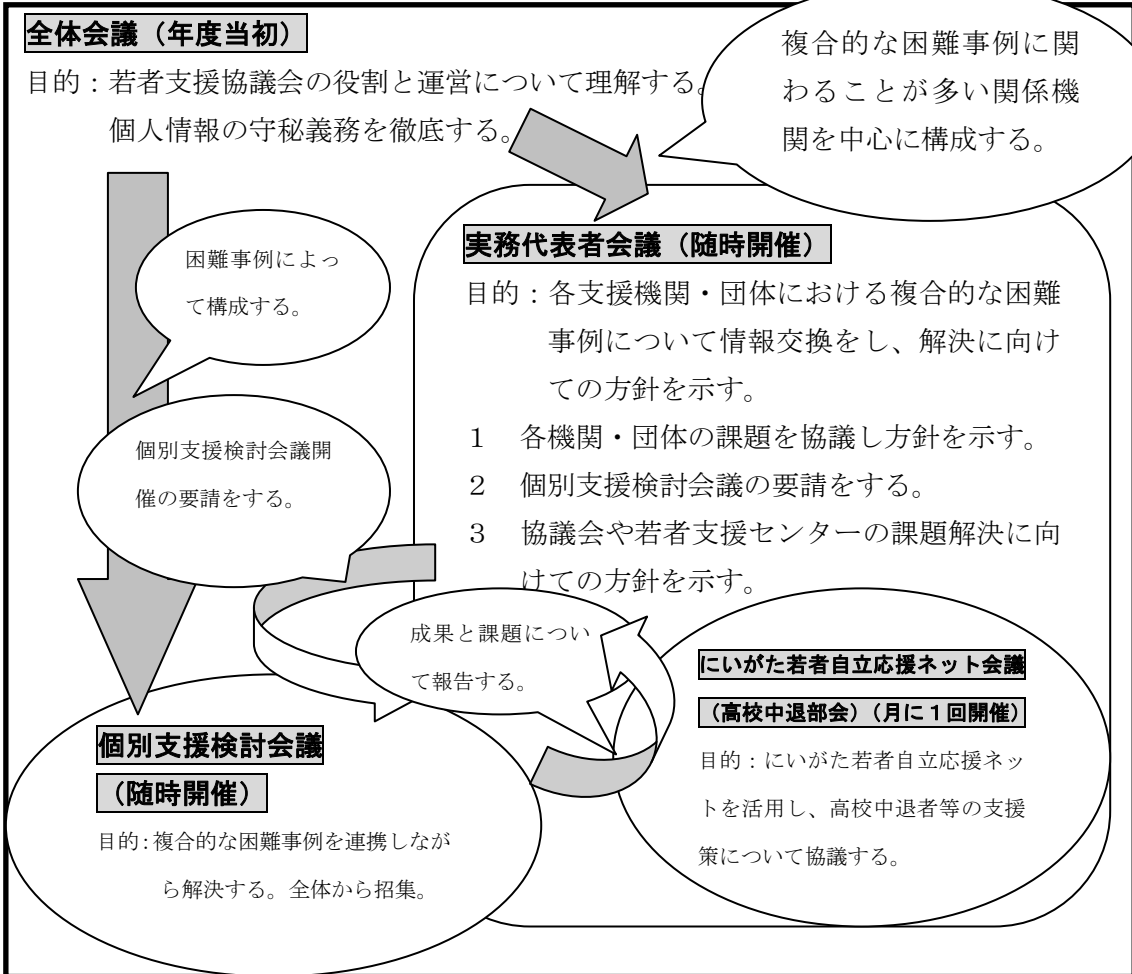 全体会議（年度当初）
目的：若者支援協議会の役割と運営について理解する。
個人情報の守秘義務を徹底する。
複合的な困難事例に関
わることが多い関係機
関を中心に構成する。
困難事例によっ
て構成する。
実務代表者会議（随時開催）
目的：各支援機関・団体における複合的な困難
事例について情報交換をし、解決に向け
ての方針を示す。
１　各機関・団体の課題を協議し方針を示す。
２　個別支援検討会議の要請をする。
３　協議会や若者支援センターの課題解決に向
けての方針を示す。
個別支援検討会議開
催の要請をする。
成果と課題につい
て報告する。
にいがた若者自立応援ネット会議
（高校中退部会）（月に１回開催）
目的：にいがた若者自立応援ネッ
トを活用し、高校中退者等の支援
策について協議する。
個別支援検討会議
（随時開催）
目的：複合的な困難事例を連携しなが
ら解決する。全体から招集。